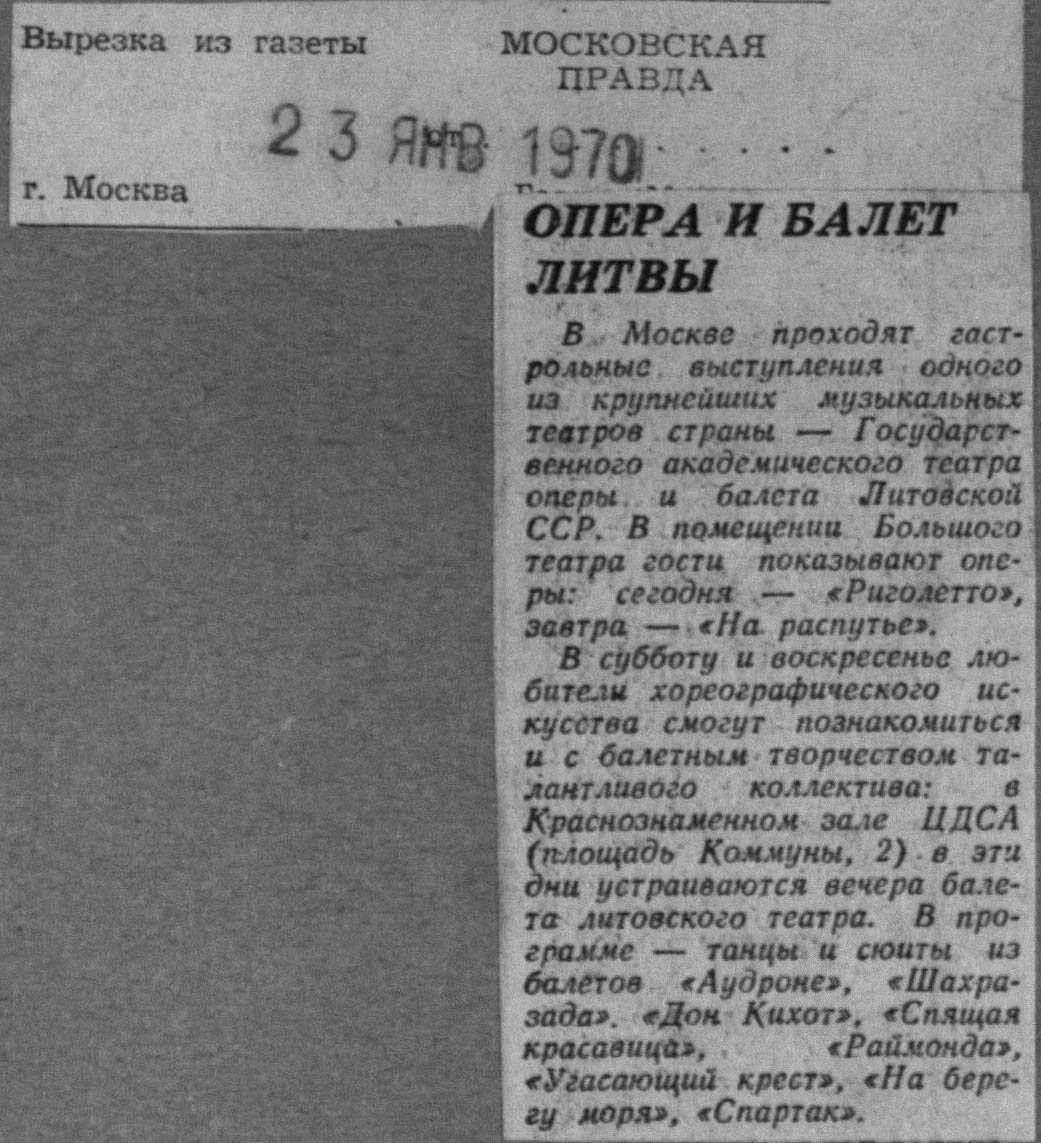 Вырезка из газеты
МОСКОВСКАЯ
ПРАВДА
23 ЯНВ 1970
г. Москва
ОПЕРА И БАЛЕТ
ЛИТВЫ
В Москве проходят гаст-
рольные выступления одного
из крупнейших музыкальных
театров страны — Государст-
венного академического театра
оперы и балета Литовской
ССР. В помещении Большого
театра гости показывают опе-
ры: сегодня — «Риголетто»,
завтра — «На распутье».
В субботу и воскресенье лю-
бители хореографического ис-
кусства смогут познакомиться
и с балетным творчеством та-
лантливого коллектива: в
Краснознаменном зале ЦДСА
(площадь Коммуны, 2) в эти
дни устраиваются вечера бале-
та литовского театра. В про-
грамме — танцы и сюиты из
балетов «Аудроне», «Шахра-
зада». «Дон Кихот», «Спящая
красавица», «Раймонда»,
«Угасающий крест», «На бере-
гу моря», «Спартак».